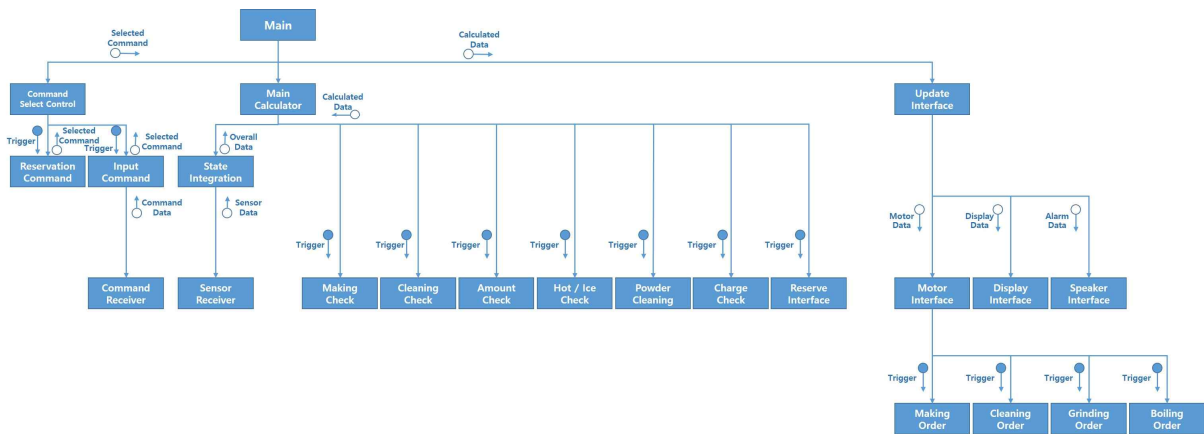 Main
Selected
Command
Calculated
Data
Command
Select Control
Main
Calculator
Calculated
Data
Update
Interface
Trigger
Selected
Command
Trigger
Selected
Command
Overall
Data
Reservation
Command
Input
Command
State
Integration
Command
Data
Sensor
Data
Motor
Data
Display
Data
Alarm
Data
Trigger
Trigger
Trigger
Trigger
Trigger
Trigger
Trigger
Command
Receiver
Sensor
Receiver
Making
Check
Cleaning
Check
Amount
Check
Hot / Ice
Check
Powder
Cleaning
Charge
Check
Reserve
Interface
Motor
Interface
Display
Interface
Speaker
Interface
Trigger
Trigger
Trigger
Trigger
Making
Order
Cleaning
Order
Grinding
Order
Boiling
Order